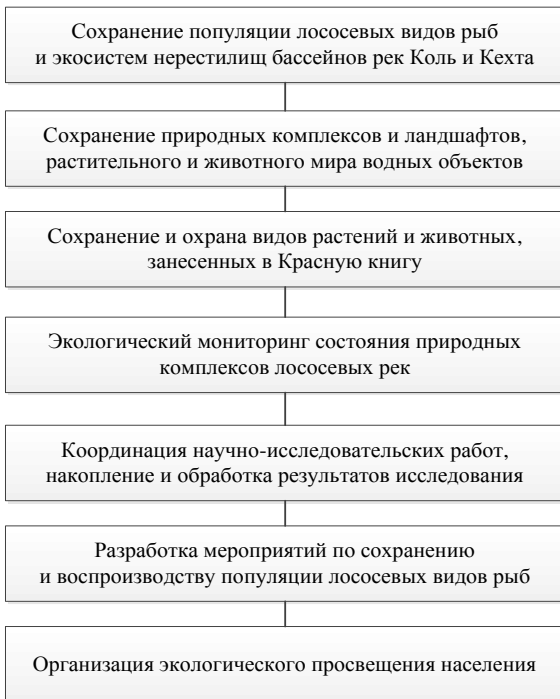 Сохранение популяции лососевых видов рыб
и экосистем нерестилищ бассейнов рек Коль и Кехта
Сохранение природных комплексов и ландшафтов,
растительного и животного мира водных объектов
Сохранение и охрана видов растений и животных,
занесенных в Красную книгу
Экологический мониторинг состояния природных
комплексов лососевых рек
Координация научно-исследовательских работ,
накопление и обработка результатов исследования
Разработка мероприятий по сохранению
и воспроизводству популяции лососевых видов рыб
Организация экологического просвещения населения